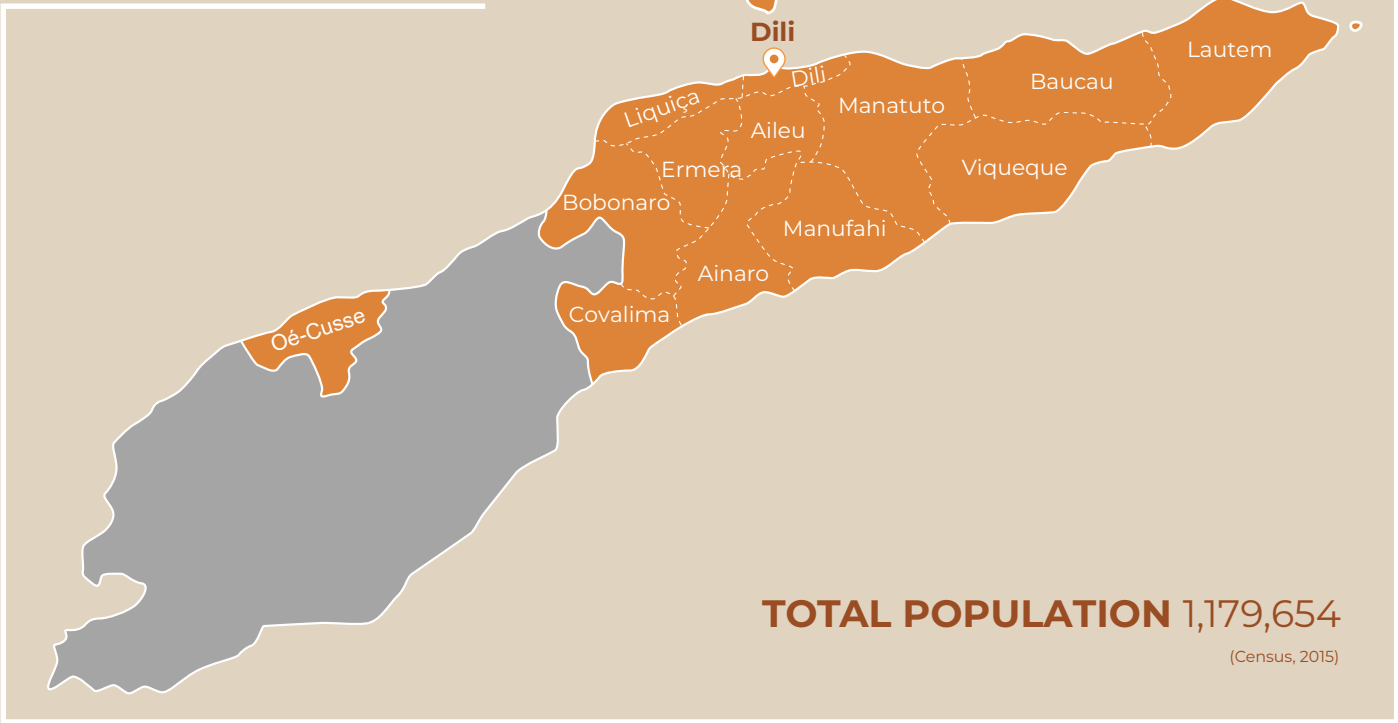 Dili
Lautem
Dili
Baucau
Liquiça
Manatuto
Aileu
Ermera
Viqueque
Bobonaro
Manufahi
Ainaro
Covalima
Oé-Cusse
TOTAL POPULATION 1,179,654
(Census, 2015)